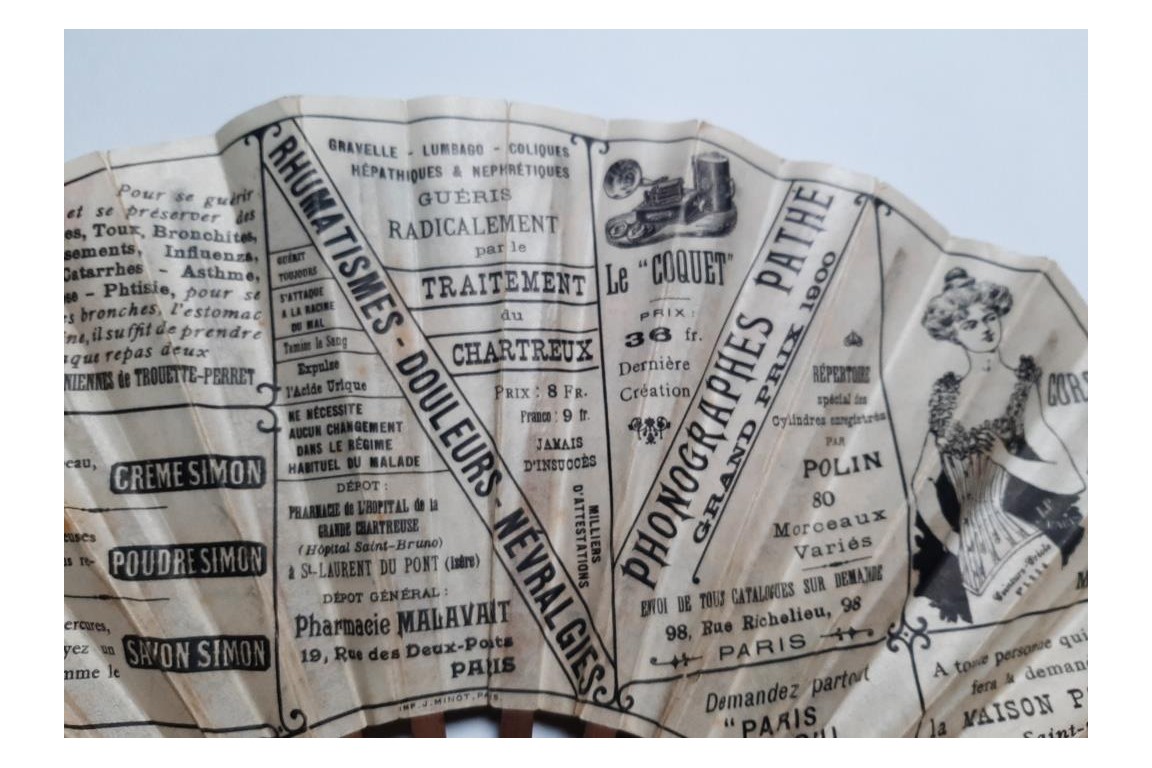 Pour se guérir
et se préserver des
Toux, Bronchites,
Influenza,
Catarrhes - Asthme,
- Phtisie, pour se
bronches, l'estomac
il suffit de prendre
repas deux
de TROUETTE-PERRET
CRÈME SIMON
POUDRE SIMON
un
SAVON SIMON
le
RHUMATISMES - DOULEURS - NÉVRALGIES
GRAVELLE - LUMBAGO - COLIQUES
HÉPATHIQUES & NEPHRÉTIQUES
GUÉRIS
RADICALEMENT
par le
TRAITEMENT
du
CHARTREUX
PRIX : 8 FR.
Franco : 9 fr.
JAMAIS
D'INSUCCÈS
MILLIERS
D'ATTESTATIONS
GUÉRIT
TOUJOURS
S'ATTAQUE
A LA RACINE
DU MAL
Tamise le Sang
Expulse
l'Acide Urique
NE NÉCESSITE
AUCUN CHANGEMENT
DANS LE RÉGIME
HABITUEL DU MALADE
DÉPOT :
PHARMACIE de L'HOPITAL de la
GRANDE CHARTREUSE
(Hôpital Saint-Bruno)
à St-LAURENT DU PONT (Isère)
DÉPOT GÉNÉRAL :
Pharmacie MALAVANT
19, Rue des Deux-Ponts
PARIS
IMP. J. MINOT, PARIS.
Le "COQUET"
PRIX :
36 fr.
Dernière
Création
PHONOGRAPHES PATHÉ
GRAND PRIX 1900
RÉPERTOIRE
spécial des
Cylindres enregistrés
PAR
POLIN
80
Morceaux
Variés
ENVOI DE TOUS CATALOGUES SUR DEMANDE
98, Rue Richelieu, 98
PARIS
Demandez partout
"PARIS
A toute personne qui
fera la
la MAISON